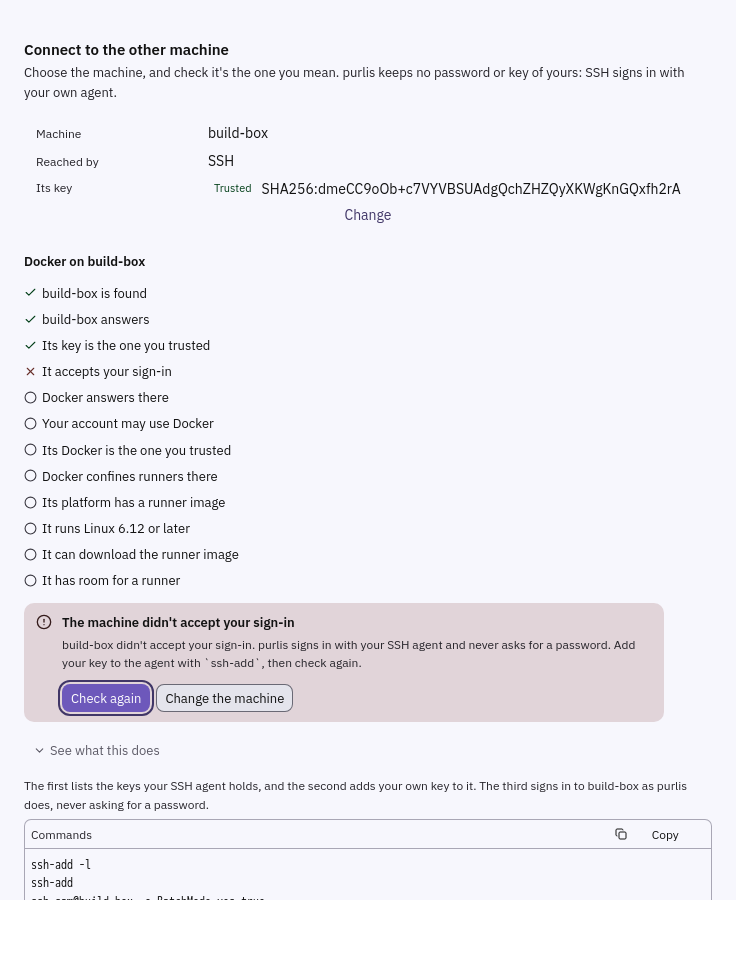 Connect to the other machine
Choose the machine, and check it's the one you mean. purlis keeps no password or key of yours: SSH signs in with
your own agent.
Machine build-box
Reached by SSH
Its key Trusted SHA256:dmeCC9oOb+c7VYVBSUAdgQchZHZQyXKWgKnGQxfh2rA
Change
Docker on build-box
build-box is found
build-box answers
Its key is the one you trusted
It accepts your sign-in
Docker answers there
Your account may use Docker
Its Docker is the one you trusted
Docker confines runners there
Its platform has a runner image
It runs Linux 6.12 or later
It can download the runner image
It has room for a runner
The machine didn't accept your sign-in
build-box didn't accept your sign-in. purlis signs in with your SSH agent and never asks for a password. Add
your key to the agent with `ssh-add`, then check again.
Check again Change the machine
See what this does
The first lists the keys your SSH agent holds, and the second adds your own key to it. The third signs in to build-box as purlis
does, never asking for a password.
Commands Copy
ssh-add -l
ssh-add